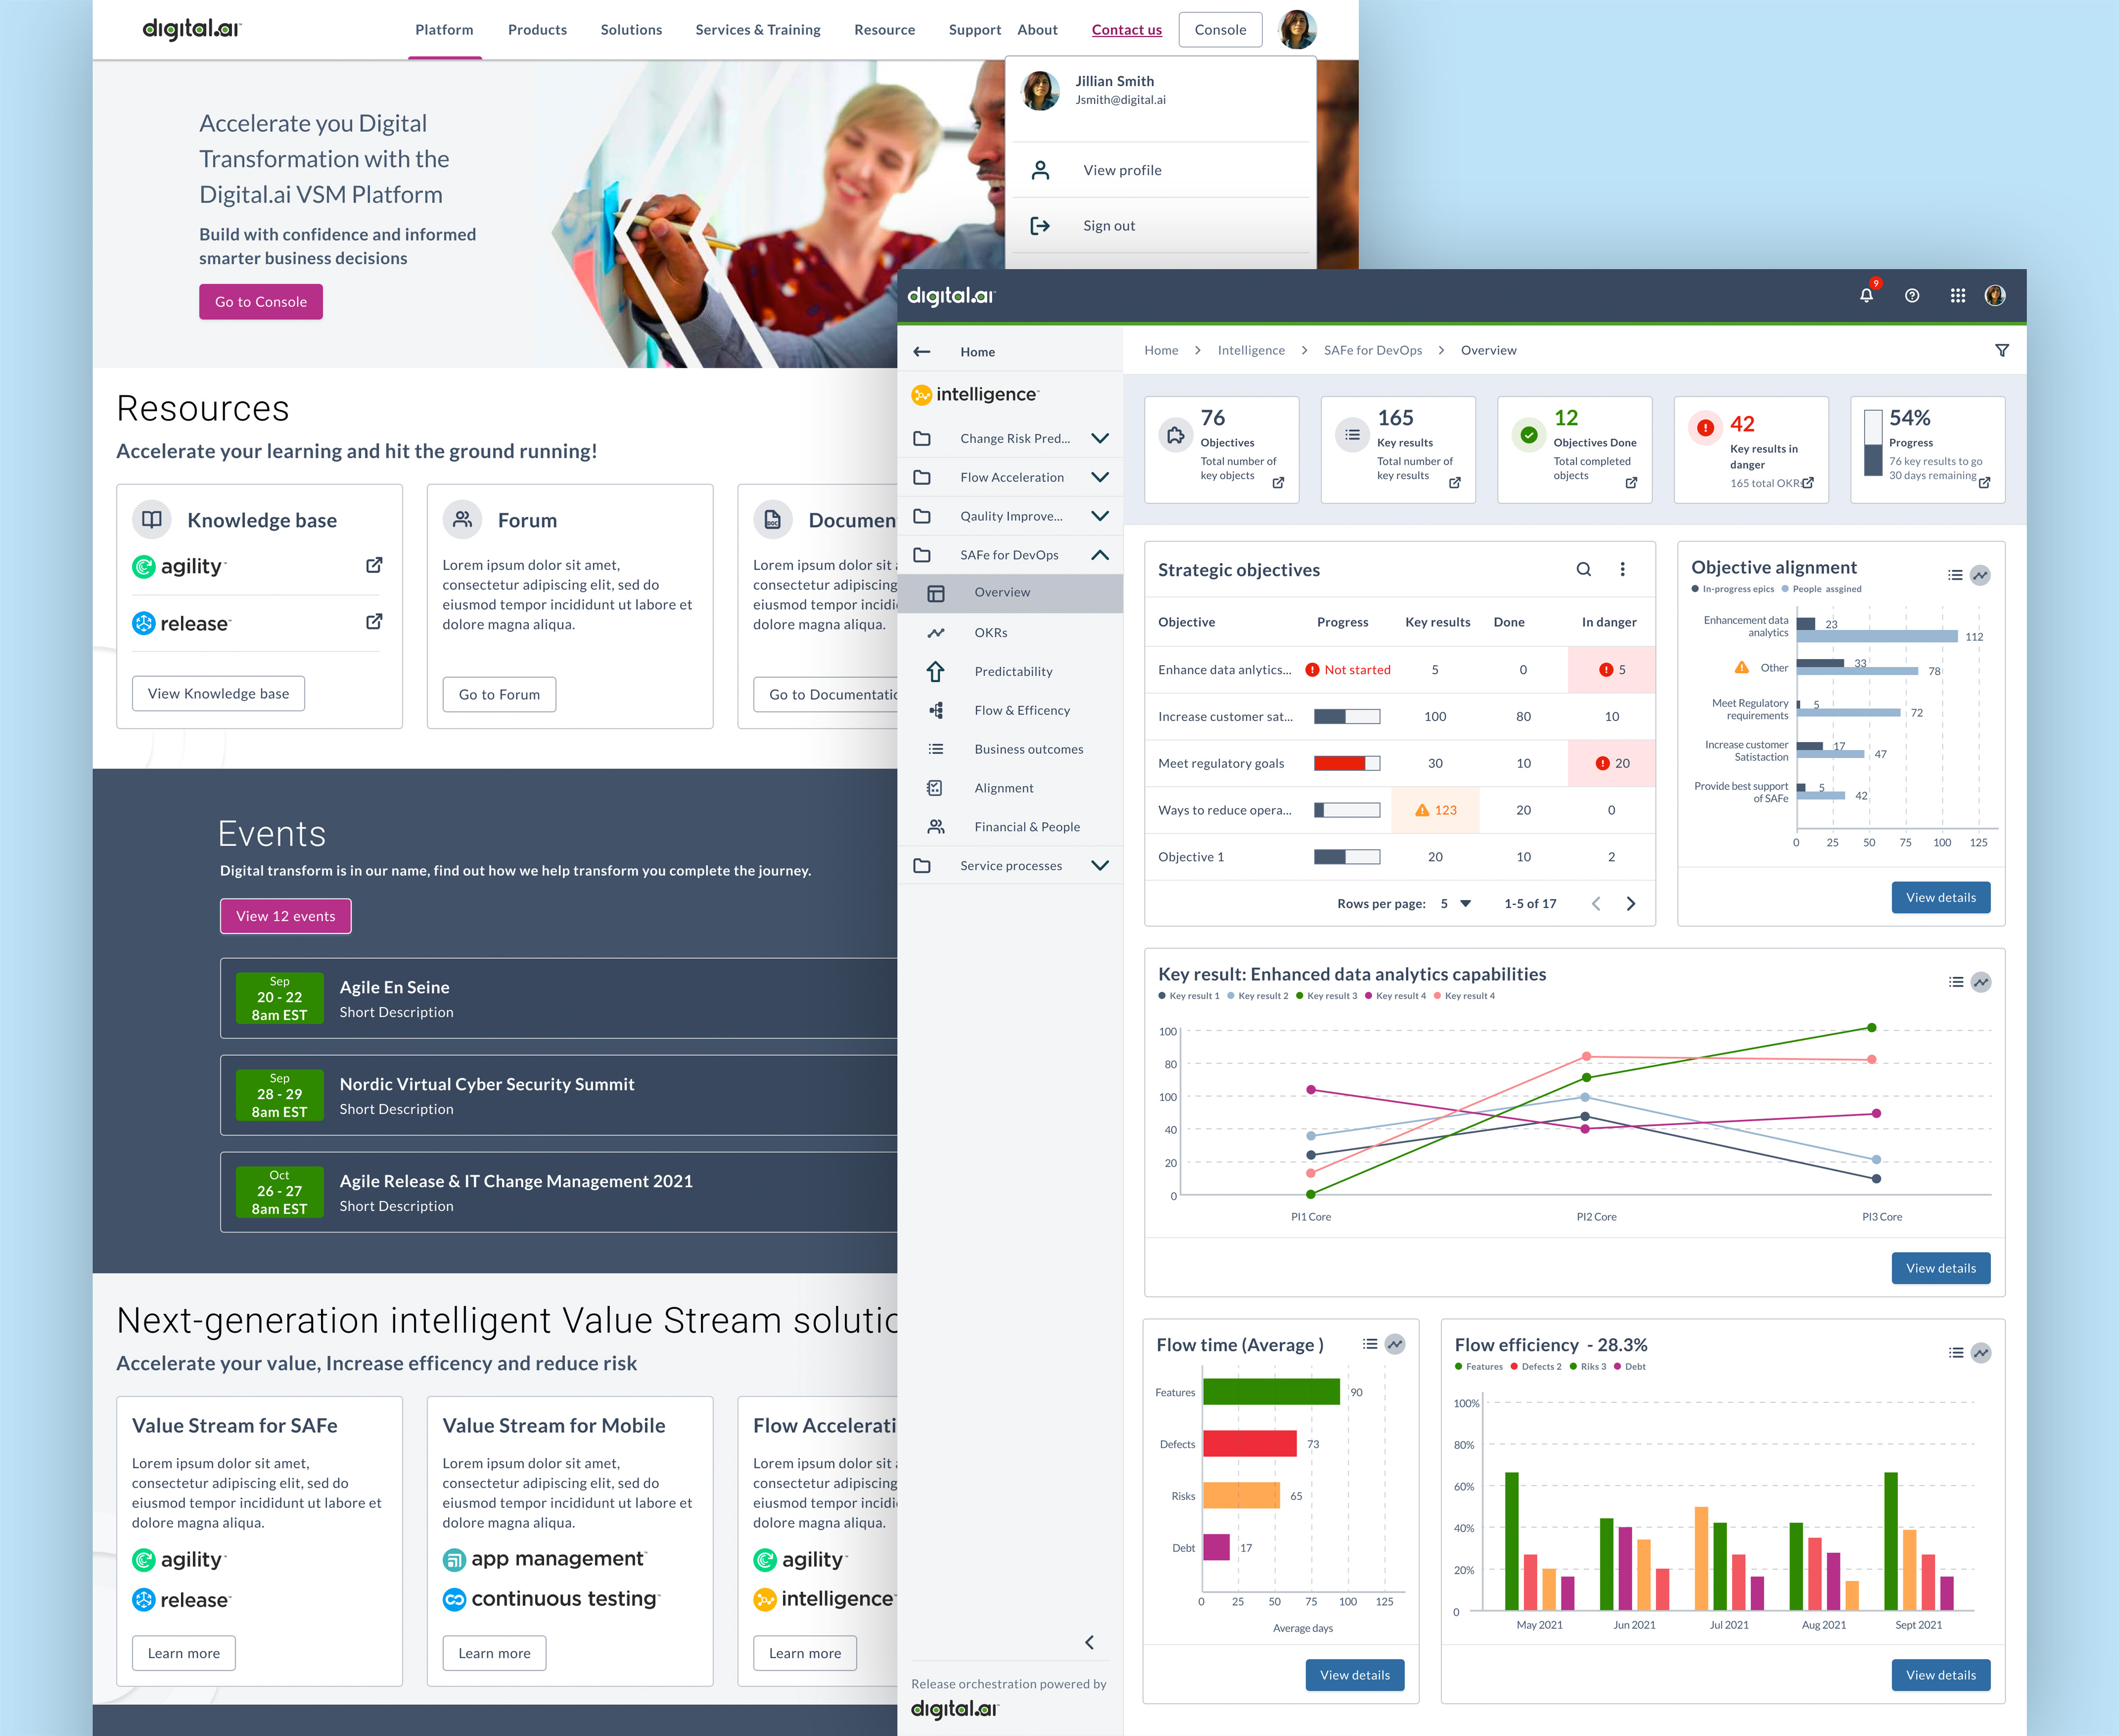 digital.ai™
Platform
Products
Solutions
Services & Training
Resource
Support
About
Contact us
Console
Jillian Smith
Jsmith@digital.ai
View profile
Sign out
Accelerate you Digital
Transformation with the
Digital.ai VSM Platform
Build with confidence and informed
smarter business decisions
Go to Console
Resources
Accelerate your learning and hit the ground running!
Knowledge base
agility™
release™
View Knowledge base
Forum
Lorem ipsum dolor sit amet,
consectetur adipiscing elit, sed do
eiusmod tempor incididunt ut labore et
dolore magna aliqua.
Go to Forum
DOC
Documen
Lorem ipsum dolor sit
consectetur adipiscing
eiusmod tempor incidi
dolore magna aliqua.
Go to Documentatio
Events
Digital transform is in our name, find out how we help transform you complete the journey.
View 12 events
Sep
20 - 22
8am EST
Agile En Seine
Short Description
Sep
28 - 29
8am EST
Nordic Virtual Cyber Security Summit
Short Description
Oct
26 - 27
8am EST
Agile Release & IT Change Management 2021
Short Description
Next-generation intelligent Value Stream solutio
Accelerate your value, Increase efficency and reduce risk
Value Stream for SAFe
Lorem ipsum dolor sit amet,
consectetur adipiscing elit, sed do
eiusmod tempor incididunt ut labore et
dolore magna aliqua.
agility™
release™
Learn more
Value Stream for Mobile
Lorem ipsum dolor sit amet,
consectetur adipiscing elit, sed do
eiusmod tempor incididunt ut labore et
dolore magna aliqua.
app management™
continuous testing™
Learn more
Flow Accelerati
Lorem ipsum dolor sit
consectetur adipiscing
eiusmod tempor incidi
dolore magna aliqua.
agility™
intelligence™
Learn more
digital.ai™
9
Home
intelligence™
Change Risk Pred...
Flow Acceleration
Qaulity Improve...
SAFe for DevOps
Overview
OKRs
Predictability
Flow & Efficency
Business outcomes
Alignment
Financial & People
Service processes
Release orchestration powered by
digital.ai™
Home > Intelligence > SAFe for DevOps > Overview
76
Objectives
Total number of
key objects
165
Key results
Total number of
key results
12
Objectives Done
Total completed
objects
42
Key results in
danger
165 total OKRs
54%
Progress
76 key results to go
30 days remaining
Strategic objectives
Objective Progress Key results Done In danger
Enhance data anlytics... Not started 5 0 5
Increase customer sat... 100 80 10
Meet regulatory goals 30 10 20
Ways to reduce opera... 123 20 0
Objective 1 20 10 2
Rows per page: 5 1-5 of 17
Objective alignment
In-progress epics People assgined
Enhancement data
analytics
23
112
Other
33
78
Meet Regulatory
requirements
5
72
Increase customer
Satistaction
17
47
Provide best support
of SAFe
5
42
0 25 50 75 100 125
View details
Key result: Enhanced data analytics capabilities
Key result 1 Key result 2 Key result 3 Key result 4 Key result 4
100
80
100
40
20
0
PI1 Core PI2 Core PI3 Core
View details
Flow time (Average )
Features 90
Defects 73
Risks 65
Debt 17
0 25 50 75 100 125
Average days
View details
Flow efficiency - 28.3%
Features Defects 2 Riks 3 Debt
100%
80%
60%
40%
20%
0
May 2021 Jun 2021 Jul 2021 Aug 2021 Sept 2021
View details